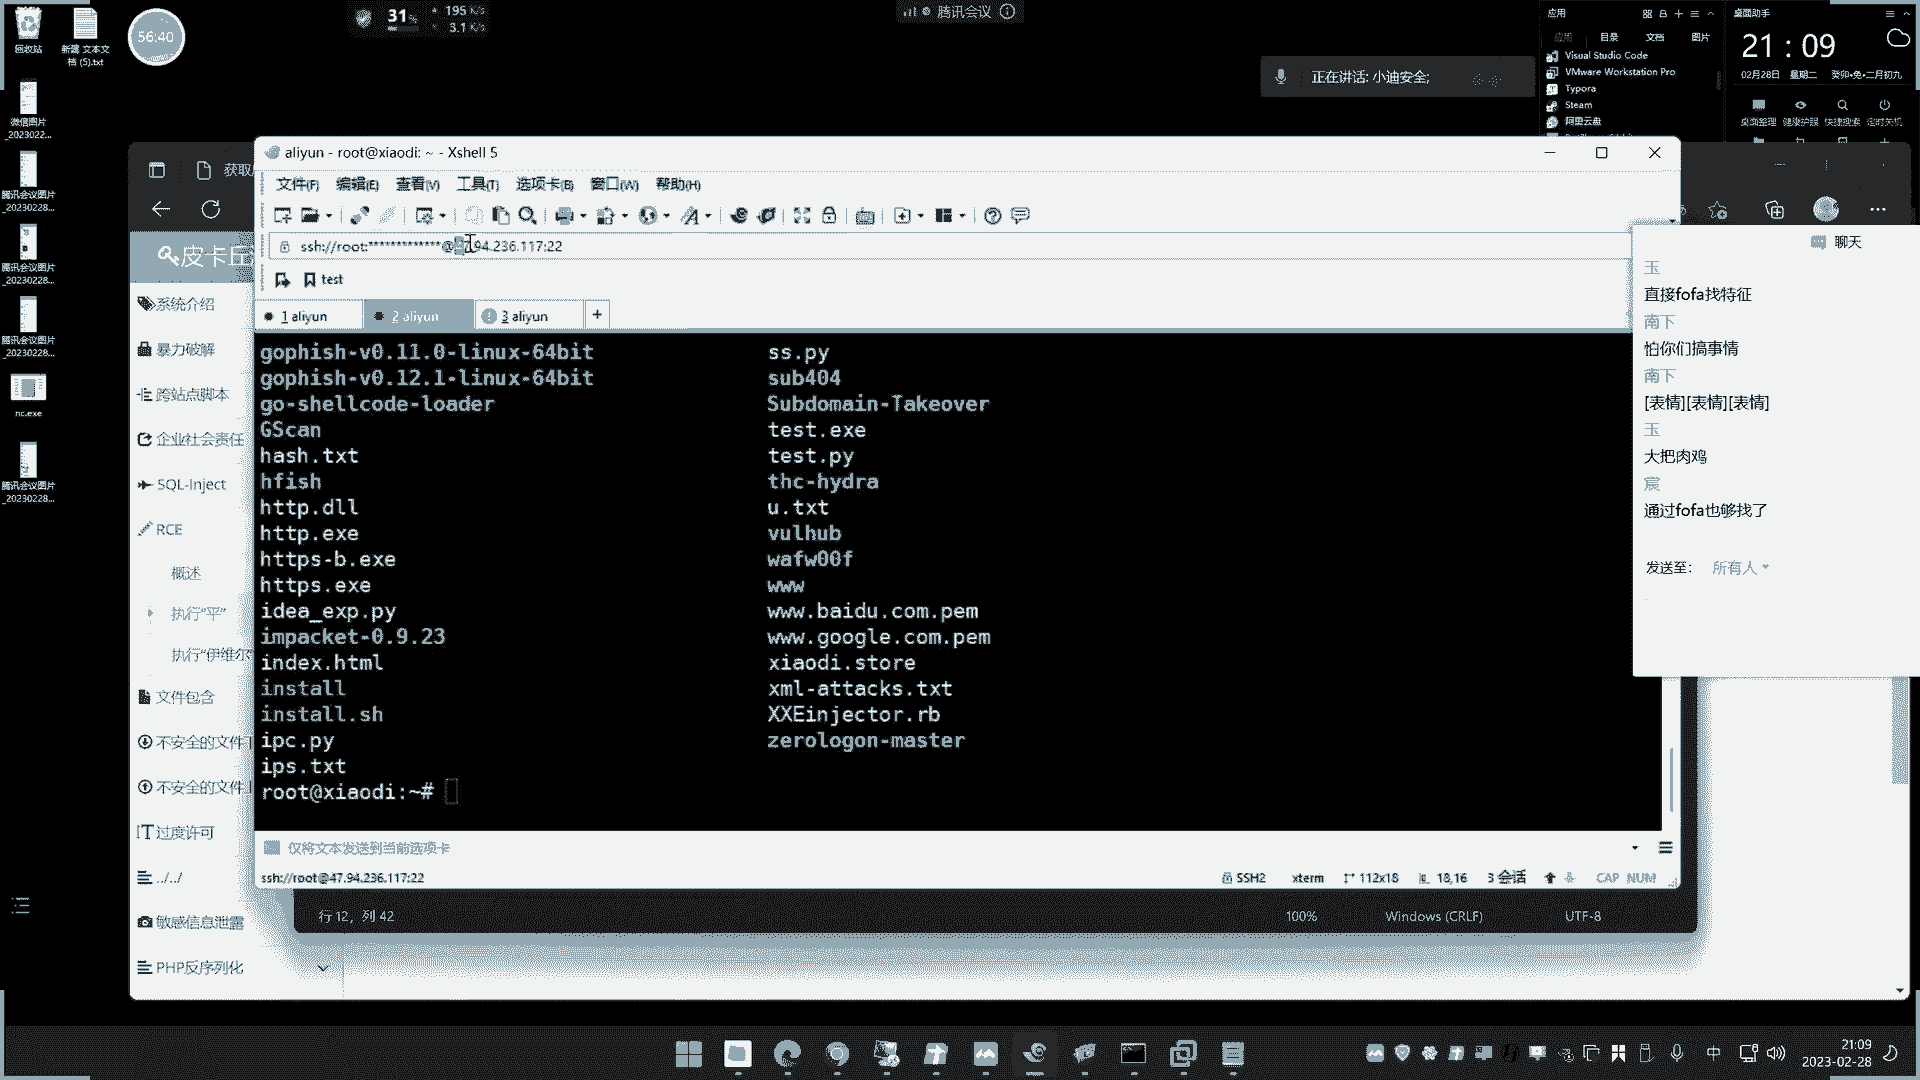 回收站
新建 文本文档 (5).txt
56:40
31%
195 K/s
3.1 K/s
腾讯会议
正在讲话: 小迪安全;
应用
目录
文档
图片
Visual Studio Code
VMware Workstation Pro
Typora
Steam
阿里云盘
桌面助手
21 : 09
02月28日 星期二 癸卯•兔•二月初九
桌面整理 健康护眼 快捷搜索 定时关机
微信图片_2023022...
腾讯会议图片_20230228...
腾讯会议图片_20230228...
腾讯会议图片_20230228...
nc.exe
腾讯会议图片_20230228...
获取
皮卡丘
系统介绍
暴力破解
跨站点脚本
企业社会责任
SQL-Inject
RCE
概述
执行“平”
执行“伊维尔
文件包含
不安全的文件
不安全的文件
过度许可
../../
敏感信息泄露
PHP反序列化
aliyun - root@xiaodi: ~ - Xshell 5
文件(F) 编辑(E) 查看(V) 工具(T) 选项卡(B) 窗口(W) 帮助(H)
ssh://root:*************@47.94.236.117:22
test
1 aliyun
2 aliyun
3 aliyun
+
gophish-v0.11.0-linux-64bit ss.py
gophish-v0.12.1-linux-64bit sub404
go-shellcode-loader Subdomain-Takeover
GScan test.exe
hash.txt test.py
hfish thc-hydra
http.dll u.txt
http.exe vulhub
https-b.exe wafw00f
https.exe www
idea_exp.py www.baidu.com.pem
impacket-0.9.23 www.google.com.pem
index.html xiaodi.store
install xml-attacks.txt
install.sh XXEinjector.rb
ipc.py zerologon-master
ips.txt
root@xiaodi:~#
仅将文本发送到当前选项卡
ssh://root@47.94.236.117:22
SSH2 xterm 112x18 18,16 3 会话 CAP NUM
行 12，列 42
100% Windows (CRLF) UTF-8
聊天
玉
直接fofa找特征
南下
怕你们搞事情
南下
[表情][表情][表情]
玉
大把肉鸡
宸
通过fofa也够找了
发送至: 所有人
中
21:09
2023-02-28